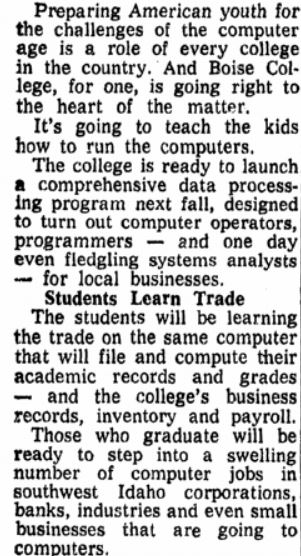 Preparing American youth for
the challenges of the computer
age is a role of every college
in the country. And Boise Col-
lege, for one, is going right to
the heart of the matter.
It's going to teach the kids
how to run the computers.
The college is ready to launch
a comprehensive data process-
ing program next fall, designed
to turn out computer operators,
programmers — and one day
even fledgling systems analysts
— for local businesses.
Students Learn Trade
The students will be learning
the trade on the same computer
that will file and compute their
academic records and grades
— and the college's business
records, inventory and payroll.
Those who graduate will be
ready to step into a swelling
number of computer jobs in
southwest Idaho corporations,
banks, industries and even small
businesses that are going to
computers.